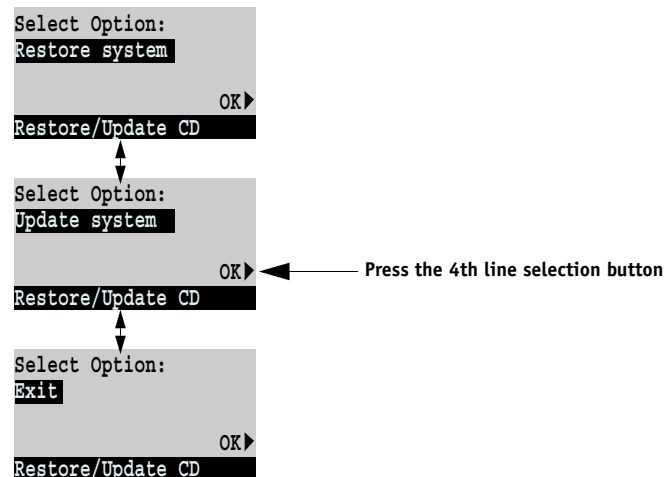 Select Option:
Restore system
OK
Restore/Update CD
Select Option:
Update system
OK
Press the 4th line selection button
Restore/Update CD
Select Option:
Exit
OK
Restore/Update CD